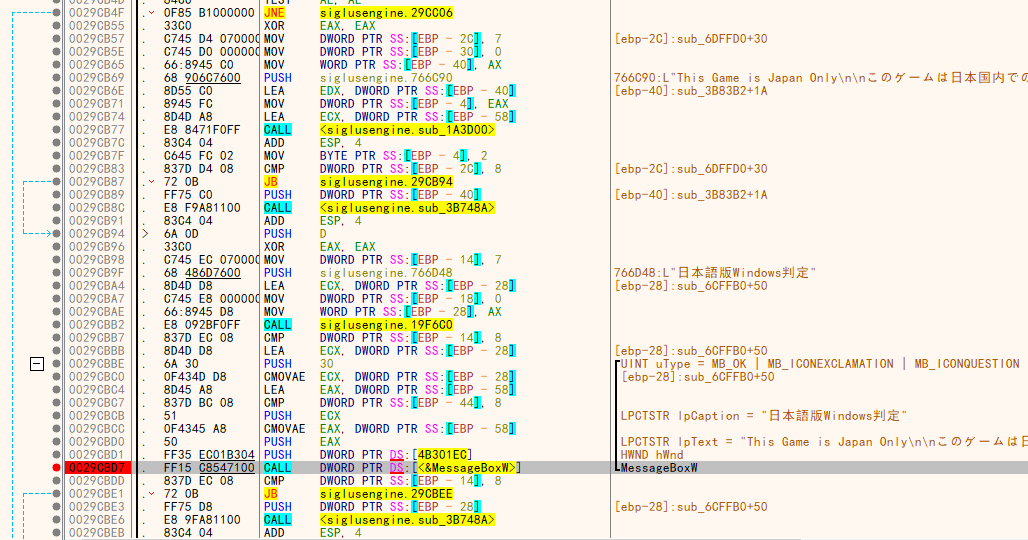 0029CB4D . 84C0 TEST AL, AL
0029CB4F . 0F85 B1000000 JNE siglusengine.29CC06
0029CB55 . 33C0 XOR EAX, EAX
0029CB57 . C745 D4 070000 MOV DWORD PTR SS:[EBP - 2C], 7 [ebp-2C]:sub_6DFFD0+30
0029CB5E . C745 D0 000000 MOV DWORD PTR SS:[EBP - 30], 0
0029CB65 . 66:8945 C0 MOV WORD PTR SS:[EBP - 40], AX
0029CB69 . 68 906C7600 PUSH siglusengine.766C90 766C90:L"This Game is Japan Only\n\nこのゲームは日本国内での
0029CB6E . 8D55 C0 LEA EDX, DWORD PTR SS:[EBP - 40] [ebp-40]:sub_3B83B2+1A
0029CB71 . 8945 FC MOV DWORD PTR SS:[EBP - 4], EAX
0029CB74 . 8D4D A8 LEA ECX, DWORD PTR SS:[EBP - 58]
0029CB77 . E8 8471F0FF CALL <siglusengine.sub_1A3D00>
0029CB7C . 83C4 04 ADD ESP, 4
0029CB7F . C645 FC 02 MOV BYTE PTR SS:[EBP - 4], 2
0029CB83 . 837D D4 08 CMP DWORD PTR SS:[EBP - 2C], 8 [ebp-2C]:sub_6DFFD0+30
0029CB87 . 72 0B JB siglusengine.29CB94
0029CB89 . FF75 C0 PUSH DWORD PTR SS:[EBP - 40] [ebp-40]:sub_3B83B2+1A
0029CB8C . E8 F9A81100 CALL <siglusengine.sub_3B748A>
0029CB91 . 83C4 04 ADD ESP, 4
0029CB94 > 6A 0D PUSH D
0029CB96 . 33C0 XOR EAX, EAX
0029CB98 . C745 EC 070000 MOV DWORD PTR SS:[EBP - 14], 7
0029CB9F . 68 486D7600 PUSH siglusengine.766D48 766D48:L"日本語版Windows判定"
0029CBA4 . 8D4D D8 LEA ECX, DWORD PTR SS:[EBP - 28] [ebp-28]:sub_6CFFB0+50
0029CBA7 . C745 E8 000000 MOV DWORD PTR SS:[EBP - 18], 0
0029CBAE . 66:8945 D8 MOV WORD PTR SS:[EBP - 28], AX
0029CBB2 . E8 092BF0FF CALL siglusengine.19F6C0
0029CBB7 . 837D EC 08 CMP DWORD PTR SS:[EBP - 14], 8
0029CBBB . 8D4D D8 LEA ECX, DWORD PTR SS:[EBP - 28] [ebp-28]:sub_6CFFB0+50
0029CBBE . 6A 30 PUSH 30 UINT uType = MB_OK | MB_ICONEXCLAMATION | MB_ICONQUESTION
0029CBC0 . 0F434D D8 CMOVAE ECX, DWORD PTR SS:[EBP - 28] [ebp-28]:sub_6CFFB0+50
0029CBC4 . 8D45 A8 LEA EAX, DWORD PTR SS:[EBP - 58]
0029CBC7 . 837D BC 08 CMP DWORD PTR SS:[EBP - 44], 8
0029CBCB . 51 PUSH ECX LPCTSTR lpCaption = "日本語版Windows判定"
0029CBCC . 0F4345 A8 CMOVAE EAX, DWORD PTR SS:[EBP - 58]
0029CBD0 . 50 PUSH EAX LPCTSTR lpText = "This Game is Japan Only\n\nこのゲームは日
0029CBD1 . FF35 EC01B304 PUSH DWORD PTR DS:[4B301EC] HWND hWnd
0029CBD7 . FF15 C8547100 CALL DWORD PTR DS:[<&MessageBoxW>] MessageBoxW
0029CBDD . 837D EC 08 CMP DWORD PTR SS:[EBP - 14], 8
0029CBE1 . 72 0B JB siglusengine.29CBEE
0029CBE3 . FF75 D8 PUSH DWORD PTR SS:[EBP - 28] [ebp-28]:sub_6CFFB0+50
0029CBE6 . E8 9FA81100 CALL <siglusengine.sub_3B748A>
0029CBEB . 83C4 04 ADD ESP, 4